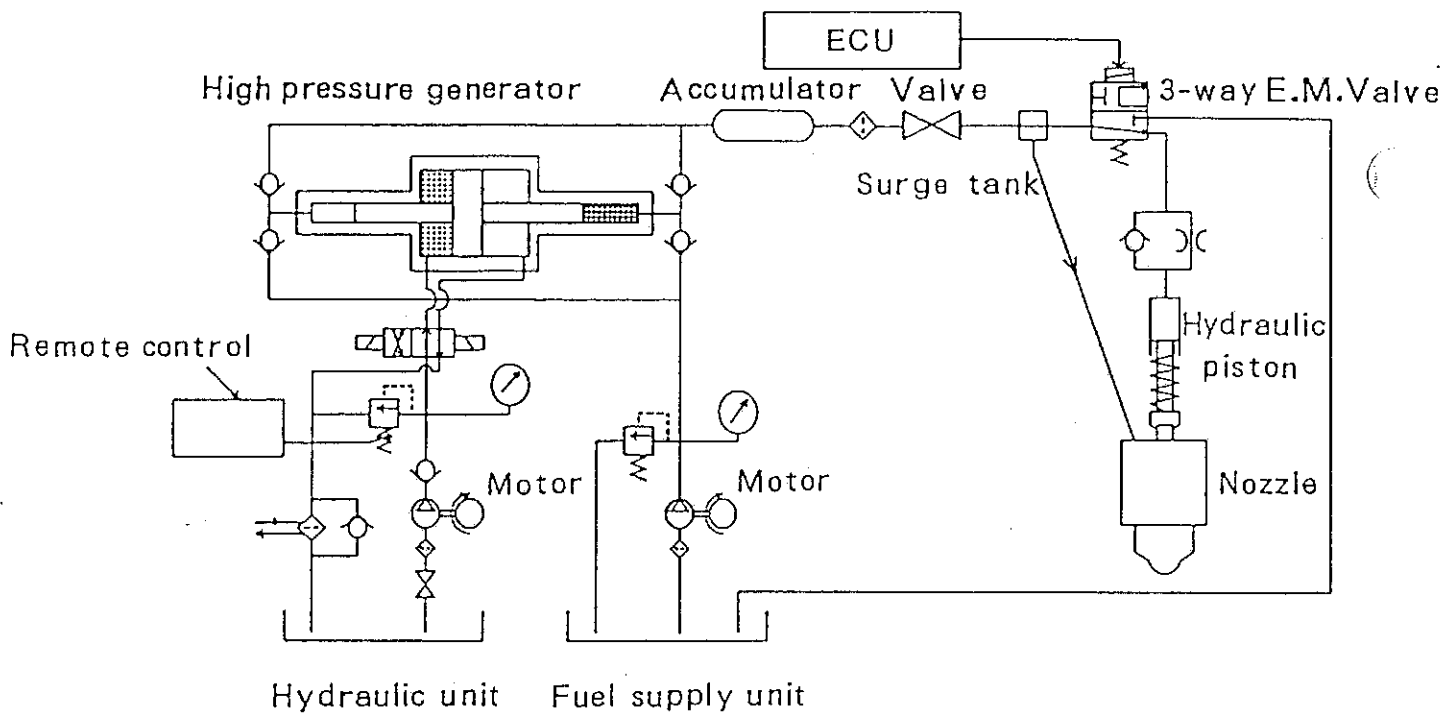 ECU
High pressure generator
Accumulator
Valve
3-way E.M.Valve
Surge tank
Remote control
Hydraulic
piston
Motor
Motor
Nozzle
Hydraulic unit
Fuel supply unit